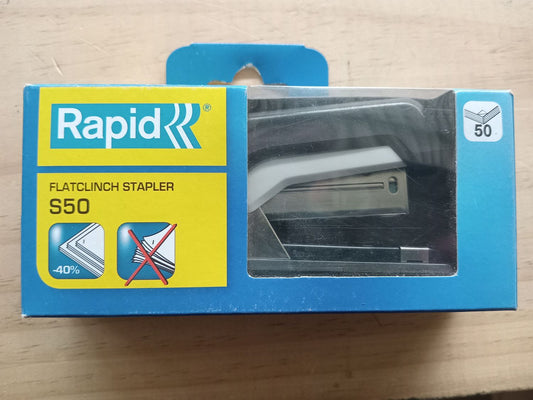 Rapid®
FLATCLINCH STAPLER
S50
-40%
50